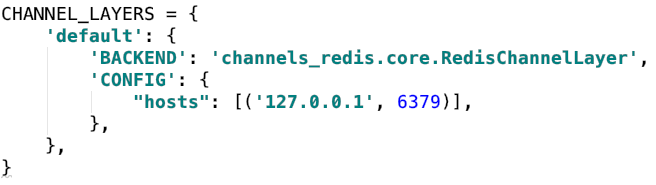 CHANNEL_LAYERS = {
    'default': {
        'BACKEND': 'channels_redis.core.RedisChannelLayer',
        'CONFIG': {
            "hosts": [('127.0.0.1', 6379)],
        },
    },
}